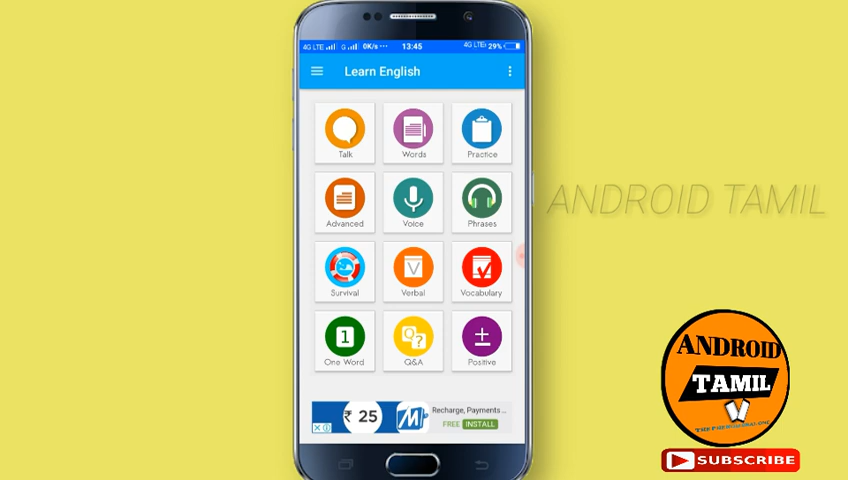 4G LTE G 0K/s ··· 13:45 4G LTE 29%
Learn English
Talk Words Practice
Advanced Voice Phrases
Survival Verbal Vocabulary
1 Q ?
One Word Q&A Positive
₹ 25 Recharge, Payments ...
FREE INSTALL
ANDROID TAMIL
ANDROID
TAMIL
SUBSCRIBE